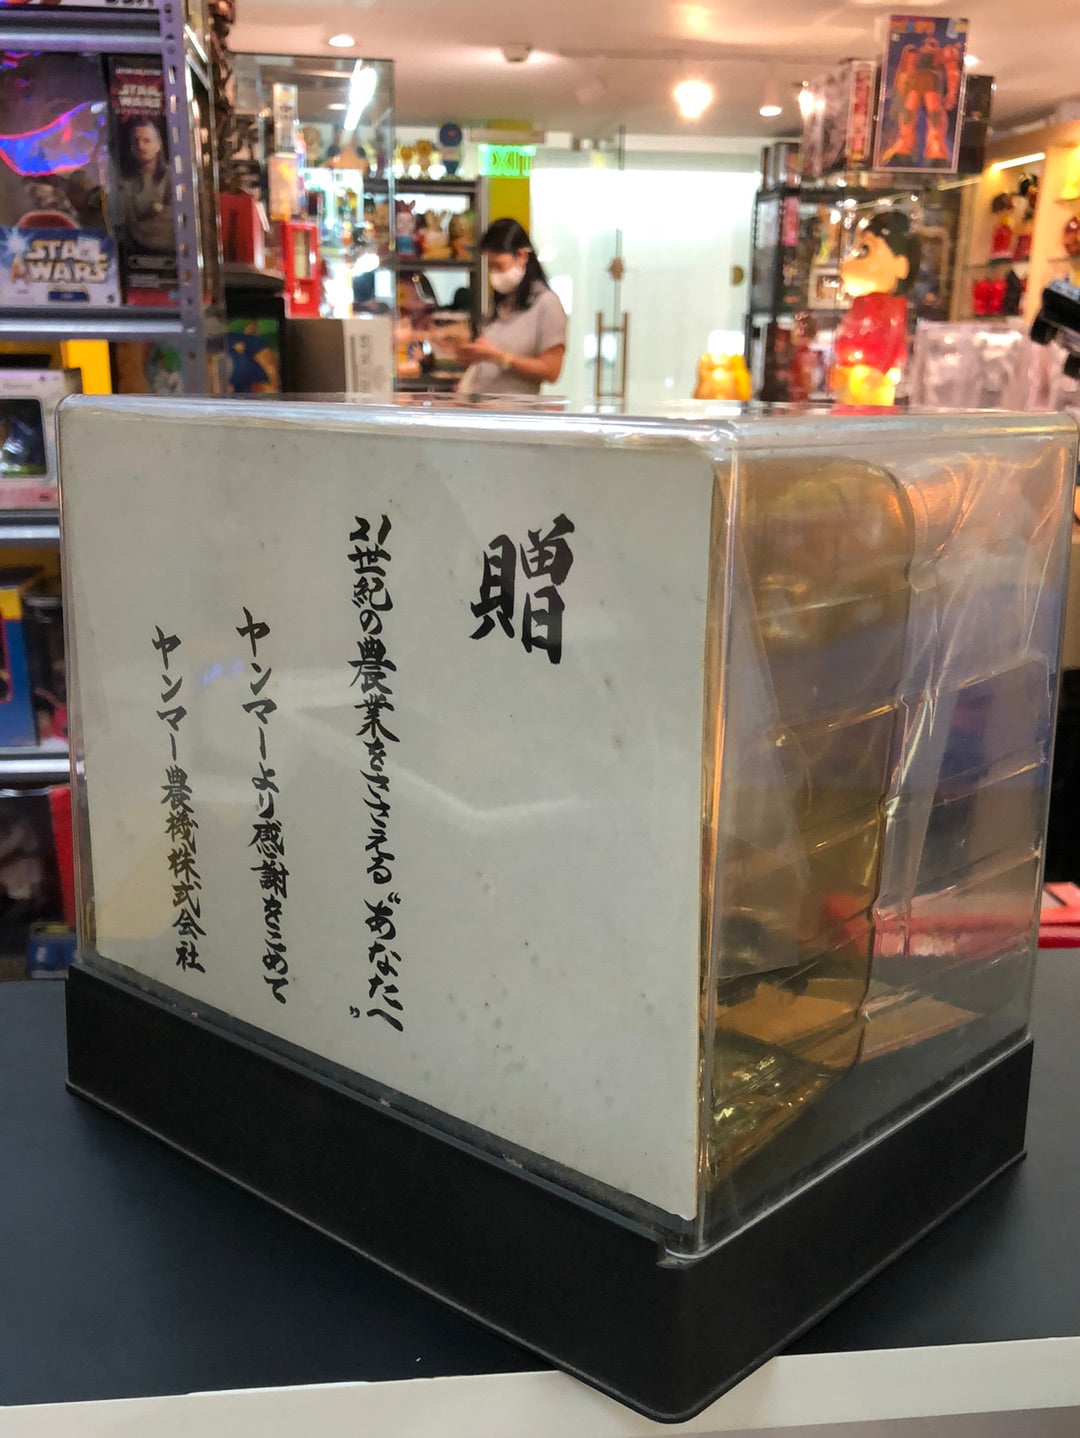 贈
21世紀の農業をささえる“あなたへ”
ヤンマーより感謝をこめて
ヤンマー農機株式会社
STAR WARS
STAR WARS
EXIT